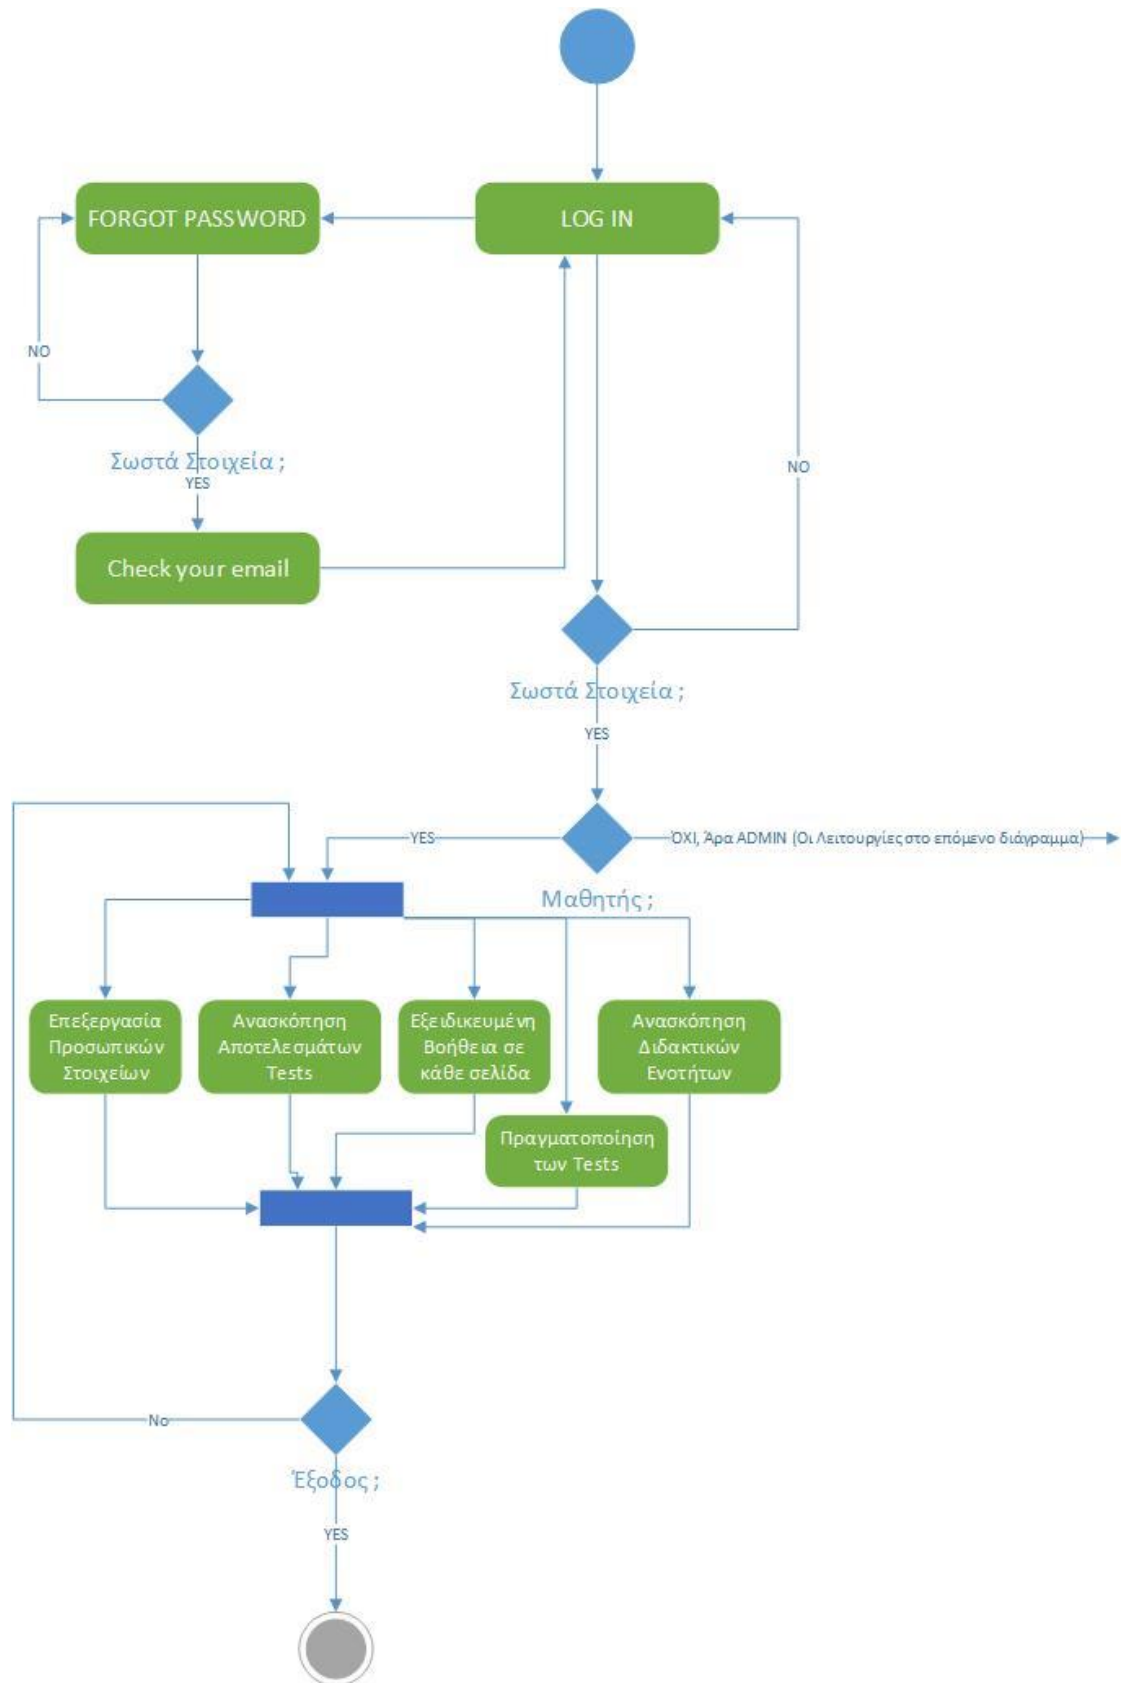 FORGOT PASSWORD
LOG IN
NO
Σωστά Στοιχεία ;
YES
NO
Check your email
Σωστά Στοιχεία ;
YES
YES
ΌΧΙ, Άρα ADMIN (Οι Λειτουργίες στο επόμενο διάγραμμα)
Μαθητής ;
Επεξεργασία
Προσωπικών
Στοιχείων
Ανασκόπηση
Αποτελεσμάτων
Tests
Εξειδικευμένη
Βοήθεια σε
κάθε σελίδα
Ανασκόπηση
Διδακτικών
Ενοτήτων
Πραγματοποίηση
των Tests
No
Έξοδος ;
YES